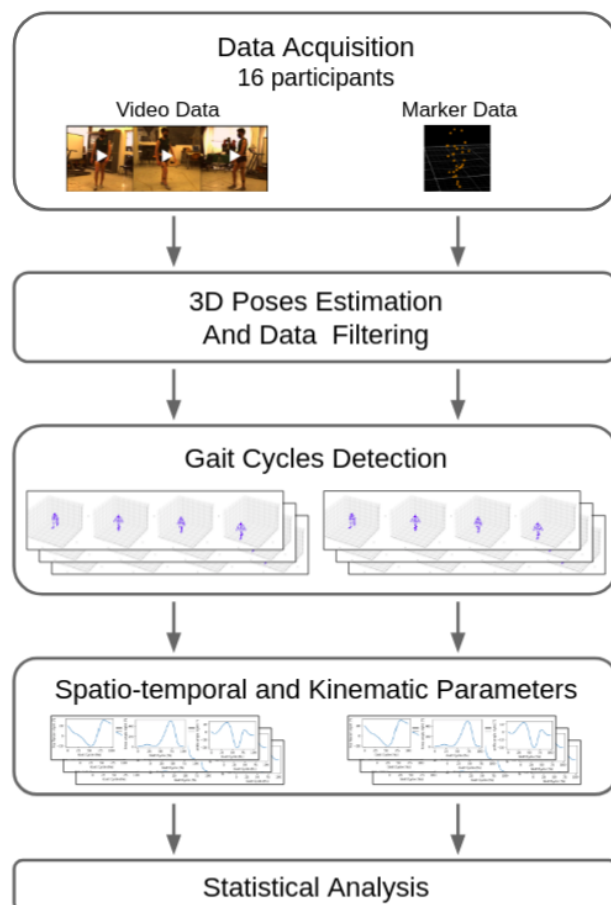 Data Acquisition
16 participants
Video Data
Marker Data
3D Poses Estimation
And Data Filtering
Gait Cycles Detection
Spatio-temporal and Kinematic Parameters
Statistical Analysis